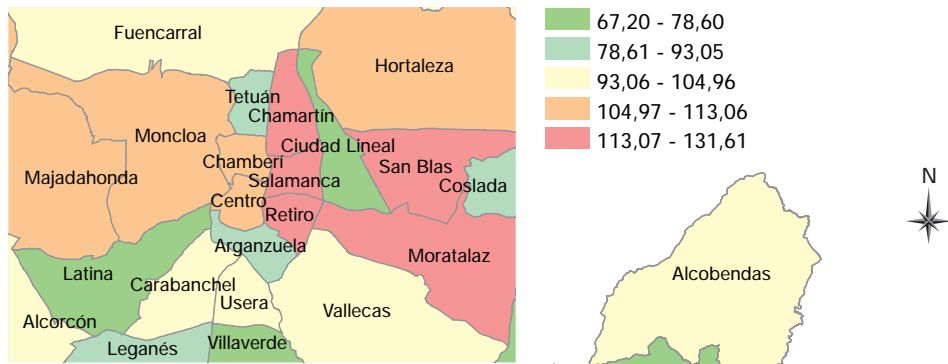 Fuencarral
Hortaleza
Tetuán
Chamartín
Moncloa
Ciudad Lineal
Chamberí
San Blas
Majadahonda
Salamanca
Coslada
Centro
Retiro
Arganzuela
Moratalaz
Latina
Carabanchel
Usera
Vallecas
Alcorcón
Leganés
Villaverde
67,20 - 78,60
78,61 - 93,05
93,06 - 104,96
104,97 - 113,06
113,07 - 131,61
N
Alcobendas